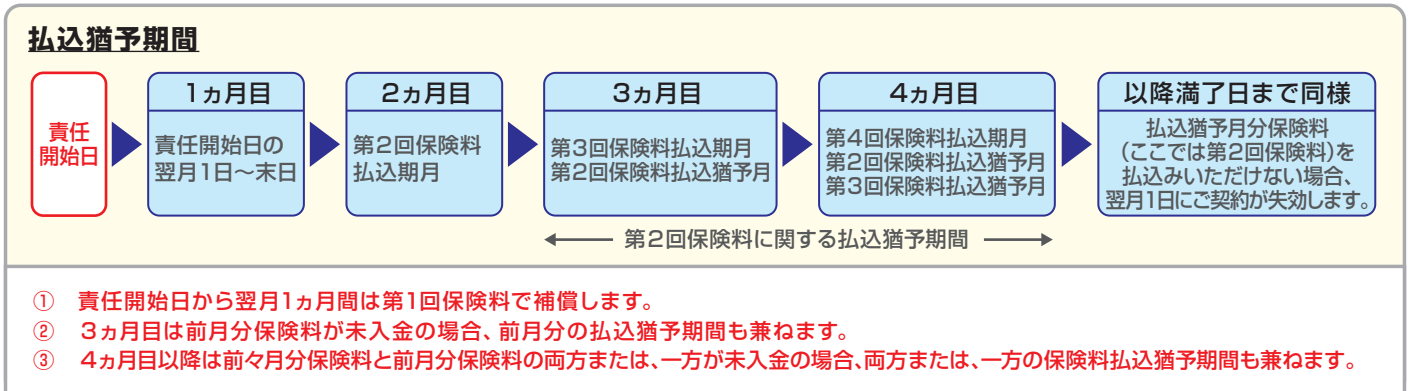 払込猶予期間
責任
開始日
1ヵ月目
責任開始日の
翌月1日～末日
2ヵ月目
第2回保険料
払込期月
3ヵ月目
第3回保険料払込期月
第2回保険料払込猶予月
4ヵ月目
第4回保険料払込期月
第2回保険料払込猶予月
第3回保険料払込猶予月
以降満了日まで同様
払込猶予月分保険料
(ここでは第2回保険料)を
払込みいただけない場合、
翌月1日にご契約が失効します。
第2回保険料に関する払込猶予期間
① 責任開始日から翌月1ヵ月間は第1回保険料で補償します。
② 3ヵ月目は前月分保険料が未入金の場合、前月分の払込猶予期間も兼ねます。
③ 4ヵ月目以降は前々月分保険料と前月分保険料の両方または、一方が未入金の場合、両方または、一方の保険料払込猶予期間も兼ねます。